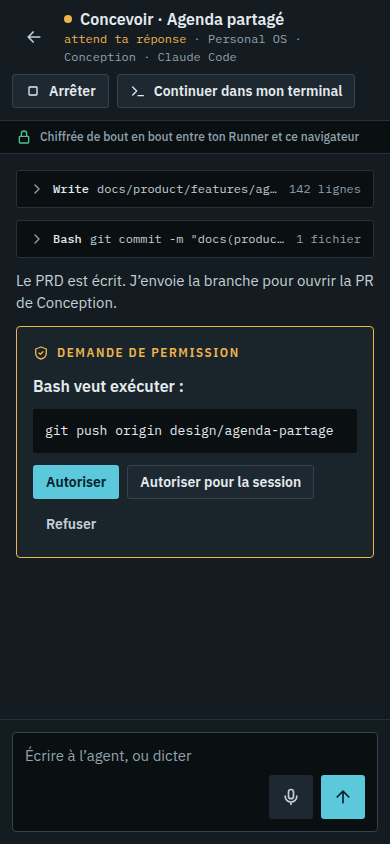 Concevoir · Agenda partagé
attend ta réponse · Personal OS ·
Conception · Claude Code
Arrêter
Continuer dans mon terminal
Chiffrée de bout en bout entre ton Runner et ce navigateur
Write docs/product/features/ag… 142 lignes
Bash git commit -m "docs(produc… 1 fichier
Le PRD est écrit. J’envoie la branche pour ouvrir la PR
de Conception.
DEMANDE DE PERMISSION
Bash veut exécuter :
git push origin design/agenda-partage
Autoriser
Autoriser pour la session
Refuser
Écrire à l’agent, ou dicter